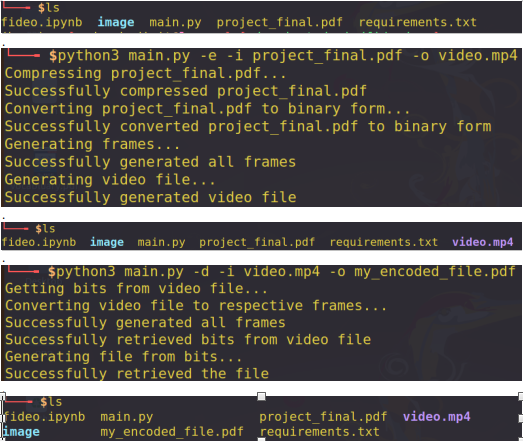 $ls
fideo.ipynb image main.py project_final.pdf requirements.txt
.
$python3 main.py -e -i project_final.pdf -o video.mp4
Compressing project_final.pdf...
Successfully compressed project_final.pdf
Converting project_final.pdf to binary form...
Successfully converted project_final.pdf to binary form
Generating frames...
Successfully generated all frames
Generating video file...
Successfully generated video file
.
$ls
fideo.ipynb image main.py project_final.pdf requirements.txt video.mp4
.
$python3 main.py -d -i video.mp4 -o my_encoded_file.pdf
Getting bits from video file...
Converting video file to respective frames...
Successfully generated all frames
Successfully retrieved bits from video file
Generating file from bits...
Successfully retrieved the file
$ls
fideo.ipynb main.py project_final.pdf video.mp4
image my_encoded_file.pdf requirements.txt